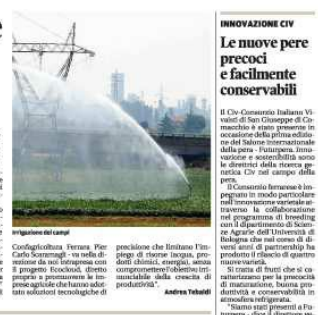 Irrigazione dei campi
Confagricoltura Ferrara Pier
Carlo Scaramagli - va nella di-
rezione da noi intrapresa con
il progetto Ecocloud, diretto
proprio a promuovere le im-
prese agricole che hanno adot-
tato soluzioni tecnologiche di
precisione che limitano l'im-
piego di risorse (acqua, pro-
dotti chimici, energia), senza
compromettere l'obiettivo irri-
nunciabile della crescita di
produttività".
Andrea Tebaldi
INNOVAZIONE CIV
Le nuove pere
precoci
e facilmente
conservabili
Il Civ-Consorzio Italiano Vi-
vaisti di San Giuseppe di Co-
macchio è stato presente in
occasione della prima edizio-
ne del Salone Internazionale
della pera - Futurpera. Inno-
vazione e sostenibilità sono
le direttrici della ricerca ge-
netica Civ nel campo della
pera.
Il Consorzio ferrarese è im-
pegnato in modo particolare
nell'innovazione varietale at-
traverso la collaborazione
nel programma di breeding
con il dipartimento di Scien-
ze Agrarie dell'Università di
Bologna che nel corso di di-
versi anni di partnership ha
prodotto il rilascio di quattro
nuove varietà.
Si tratta di frutti che si ca-
ratterizzano per la precocità
di maturazione, buona pro-
duttività e conservabilità in
atmosfera refrigerata.
"Siamo stati presenti a Fu-